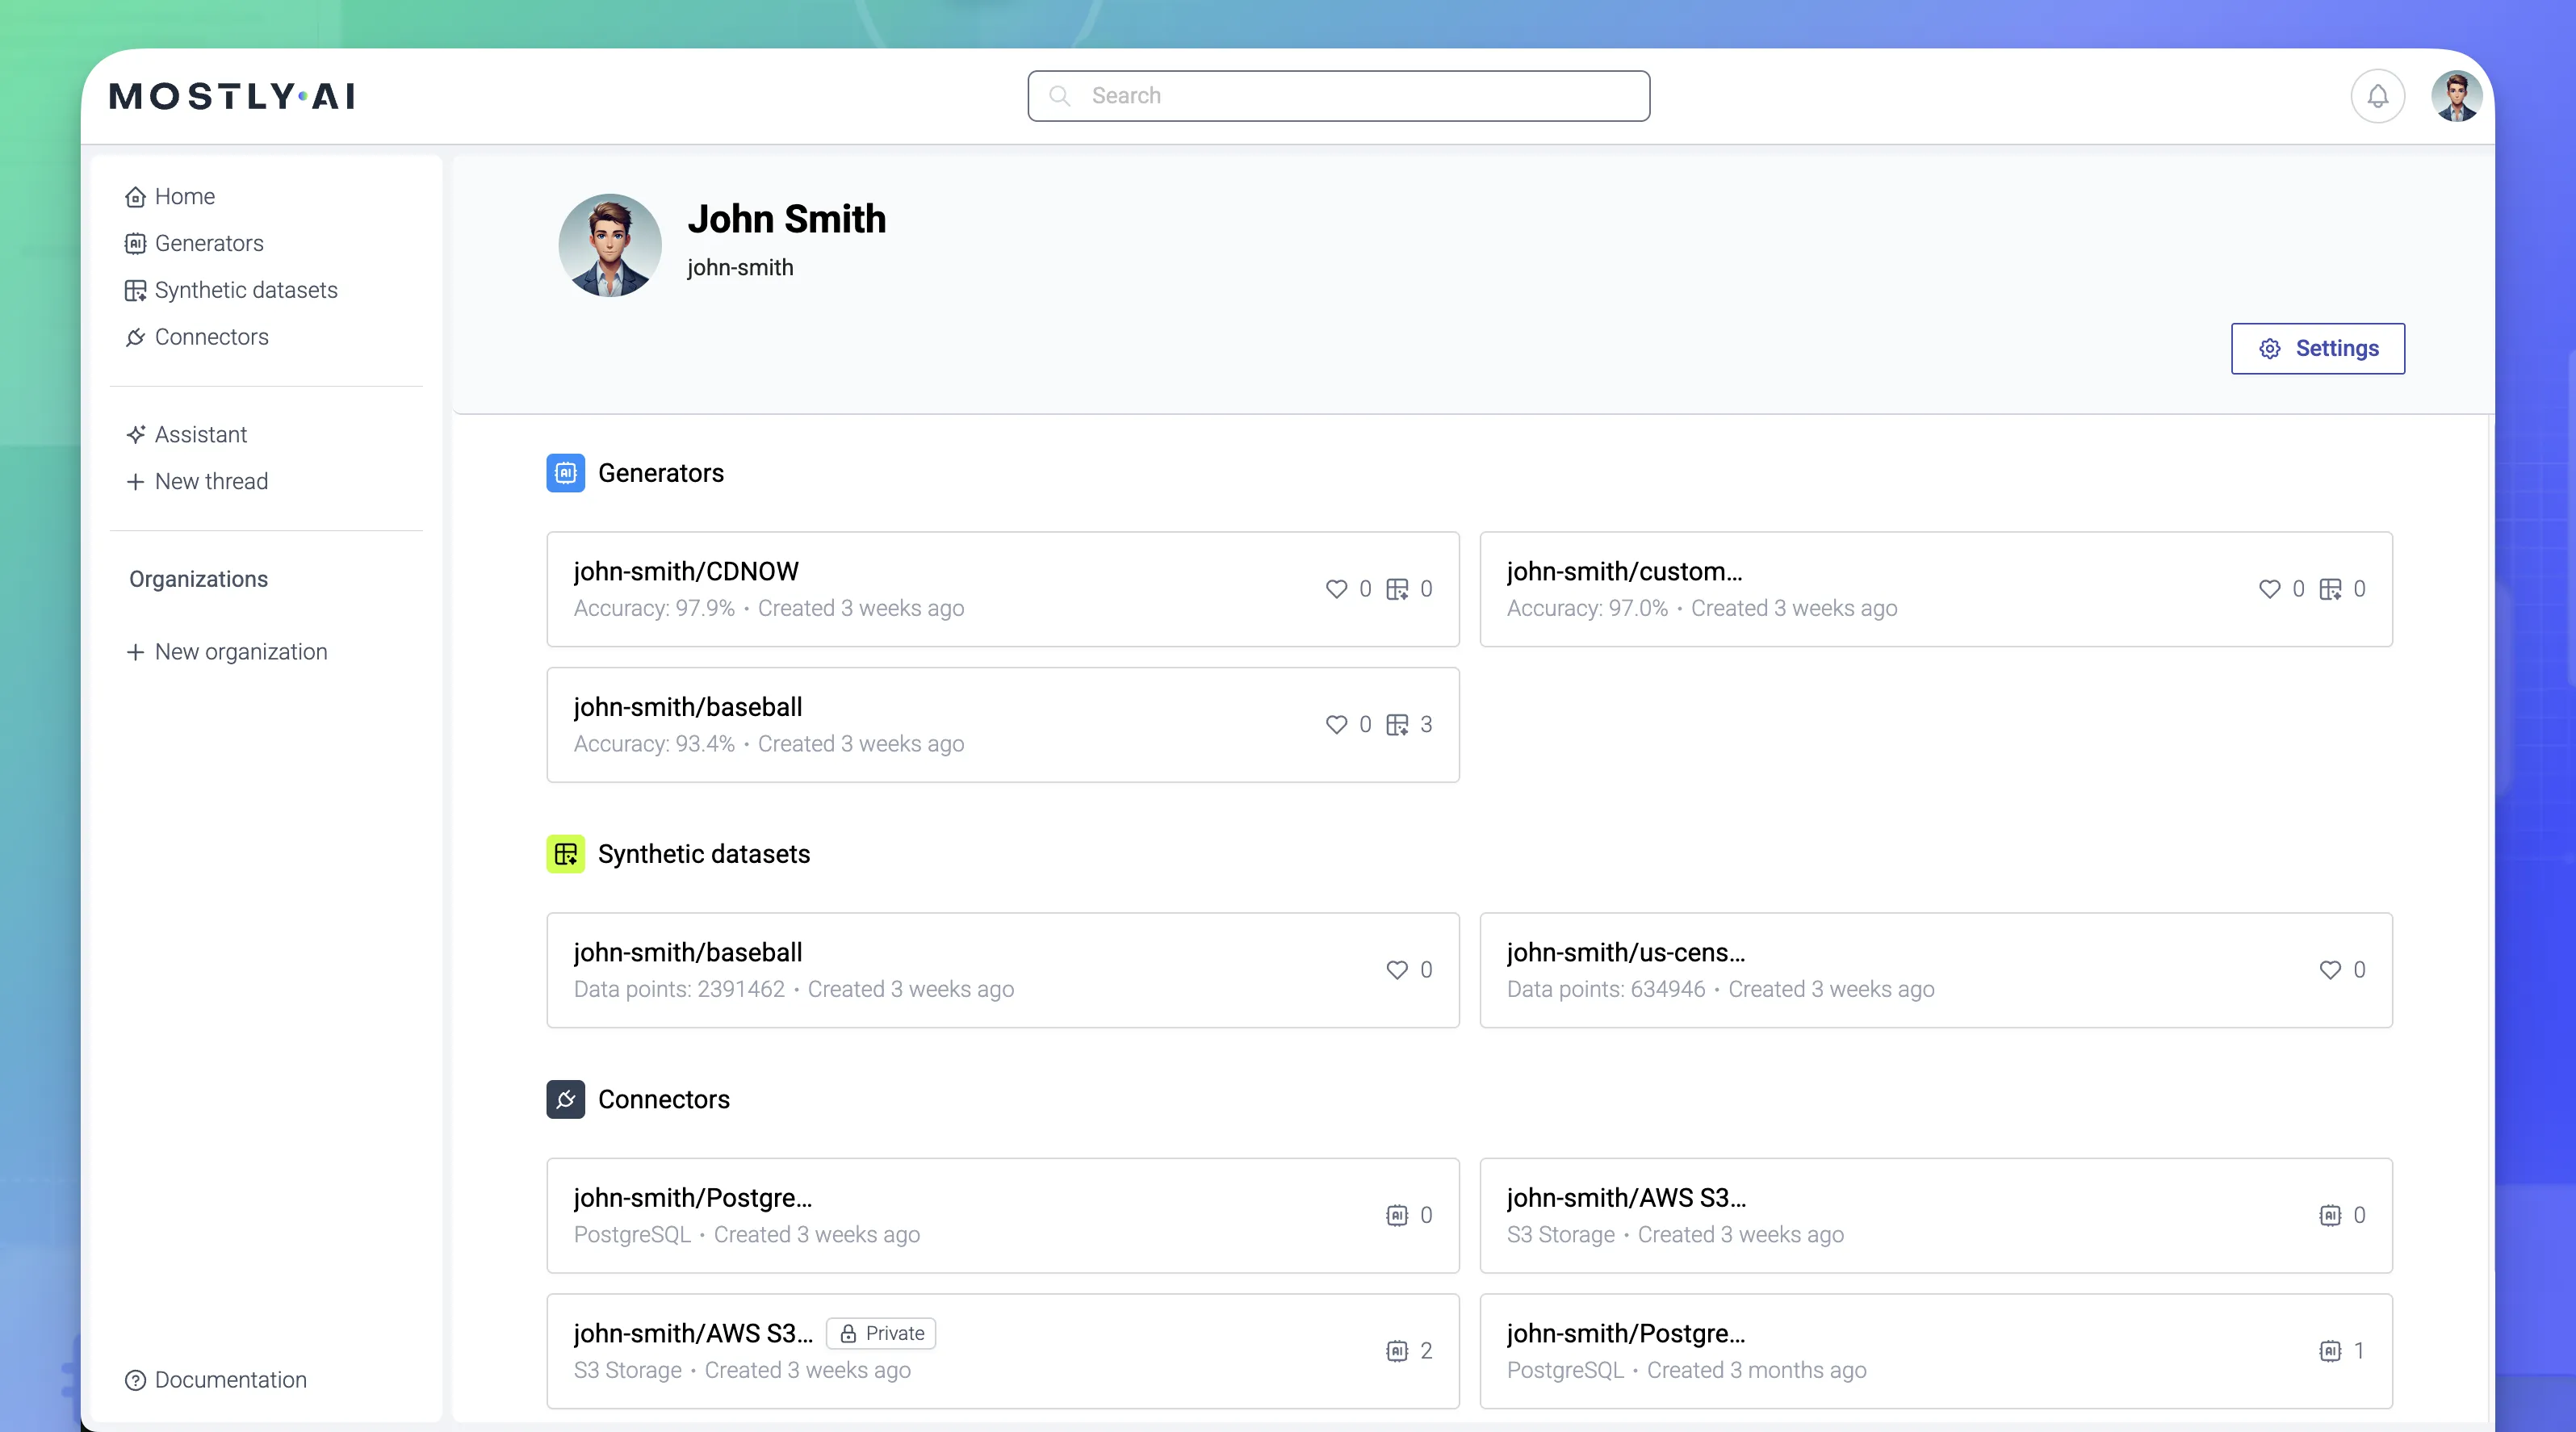 MOSTLY·AI
Search
Home
Generators
Synthetic datasets
Connectors
Assistant
New thread
Organizations
New organization
Documentation
John Smith
john-smith
Settings
Generators
john-smith/CDNOW
Accuracy: 97.9% • Created 3 weeks ago
0 0
john-smith/custom...
Accuracy: 97.0% • Created 3 weeks ago
0 0
john-smith/baseball
Accuracy: 93.4% • Created 3 weeks ago
0 3
Synthetic datasets
john-smith/baseball
Data points: 2391462 • Created 3 weeks ago
0
john-smith/us-cens...
Data points: 634946 • Created 3 weeks ago
0
Connectors
john-smith/Postgre...
PostgreSQL • Created 3 weeks ago
AI 0
john-smith/AWS S3...
S3 Storage • Created 3 weeks ago
AI 0
john-smith/AWS S3... Private
S3 Storage • Created 3 weeks ago
AI 2
john-smith/Postgre...
PostgreSQL • Created 3 months ago
AI 1